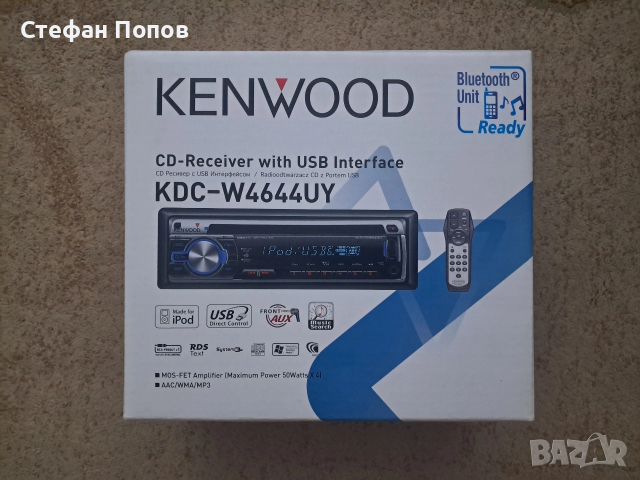 Стефан Попов
KENWOOD
Bluetooth®
Unit
Ready
CD-Receiver with USB Interface
CD Ресивер с USB Интерфейсом / Radioodtwarzacz CD z Portem USB
KDC-W4644UY
KENWOOD
iPod/USB
Made for
iPod
USB
Direct Control
FRONT
AUX
Music
Search
RDS
Text
MOS-FET Amplifier (Maximum Power 50Watts x 4)
AAC/WMA/MP3
BAZAR